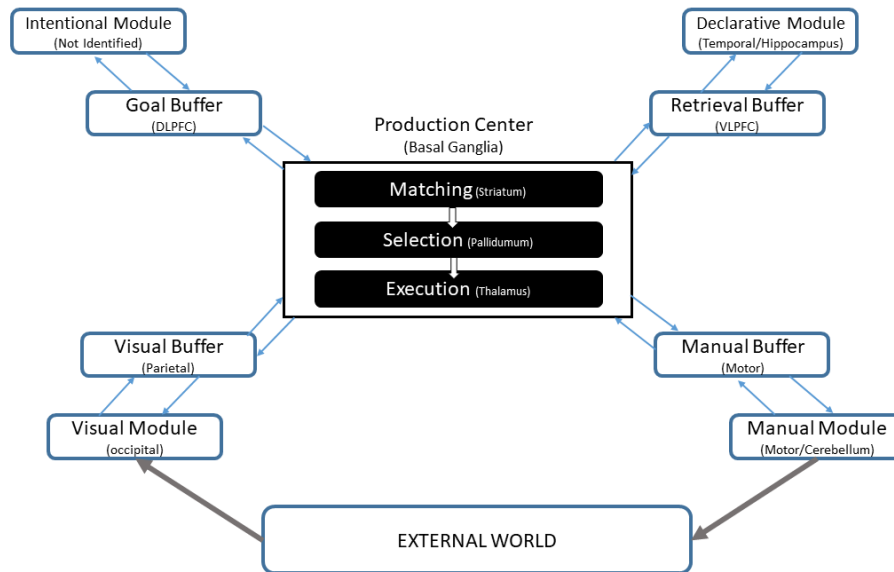 Intentional Module
(Not Identified)
Declarative Module
(Temporal/Hippocampus)
Goal Buffer
(DLPFC)
Retrieval Buffer
(VLPFC)
Production Center
(Basal Ganglia)
Matching (Striatum)
Selection (Pallidumum)
Execution (Thalamus)
Visual Buffer
(Parietal)
Manual Buffer
(Motor)
Visual Module
(occipital)
Manual Module
(Motor/Cerebellum)
EXTERNAL WORLD